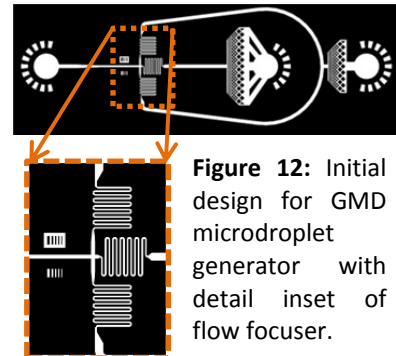 Figure 12: Initial
design for GMD
microdroplet
generator with
detail inset of
flow focuser.